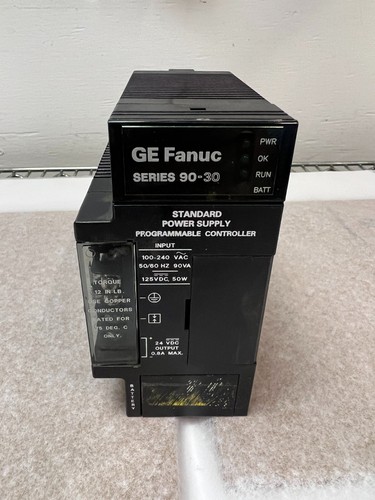 GE Fanuc
SERIES 90-30
PWR
OK
RUN
BATT
STANDARD
POWER SUPPLY
PROGRAMMABLE CONTROLLER
INPUT
100-240 VAC
50/60 HZ 90VA
125VDC, 50W
TORQUE
12 IN LB.
USE COPPER
CONDUCTORS
RATED FOR
75 DEG. C
ONLY.
24 VDC
OUTPUT
0.8A MAX.
BATTERY